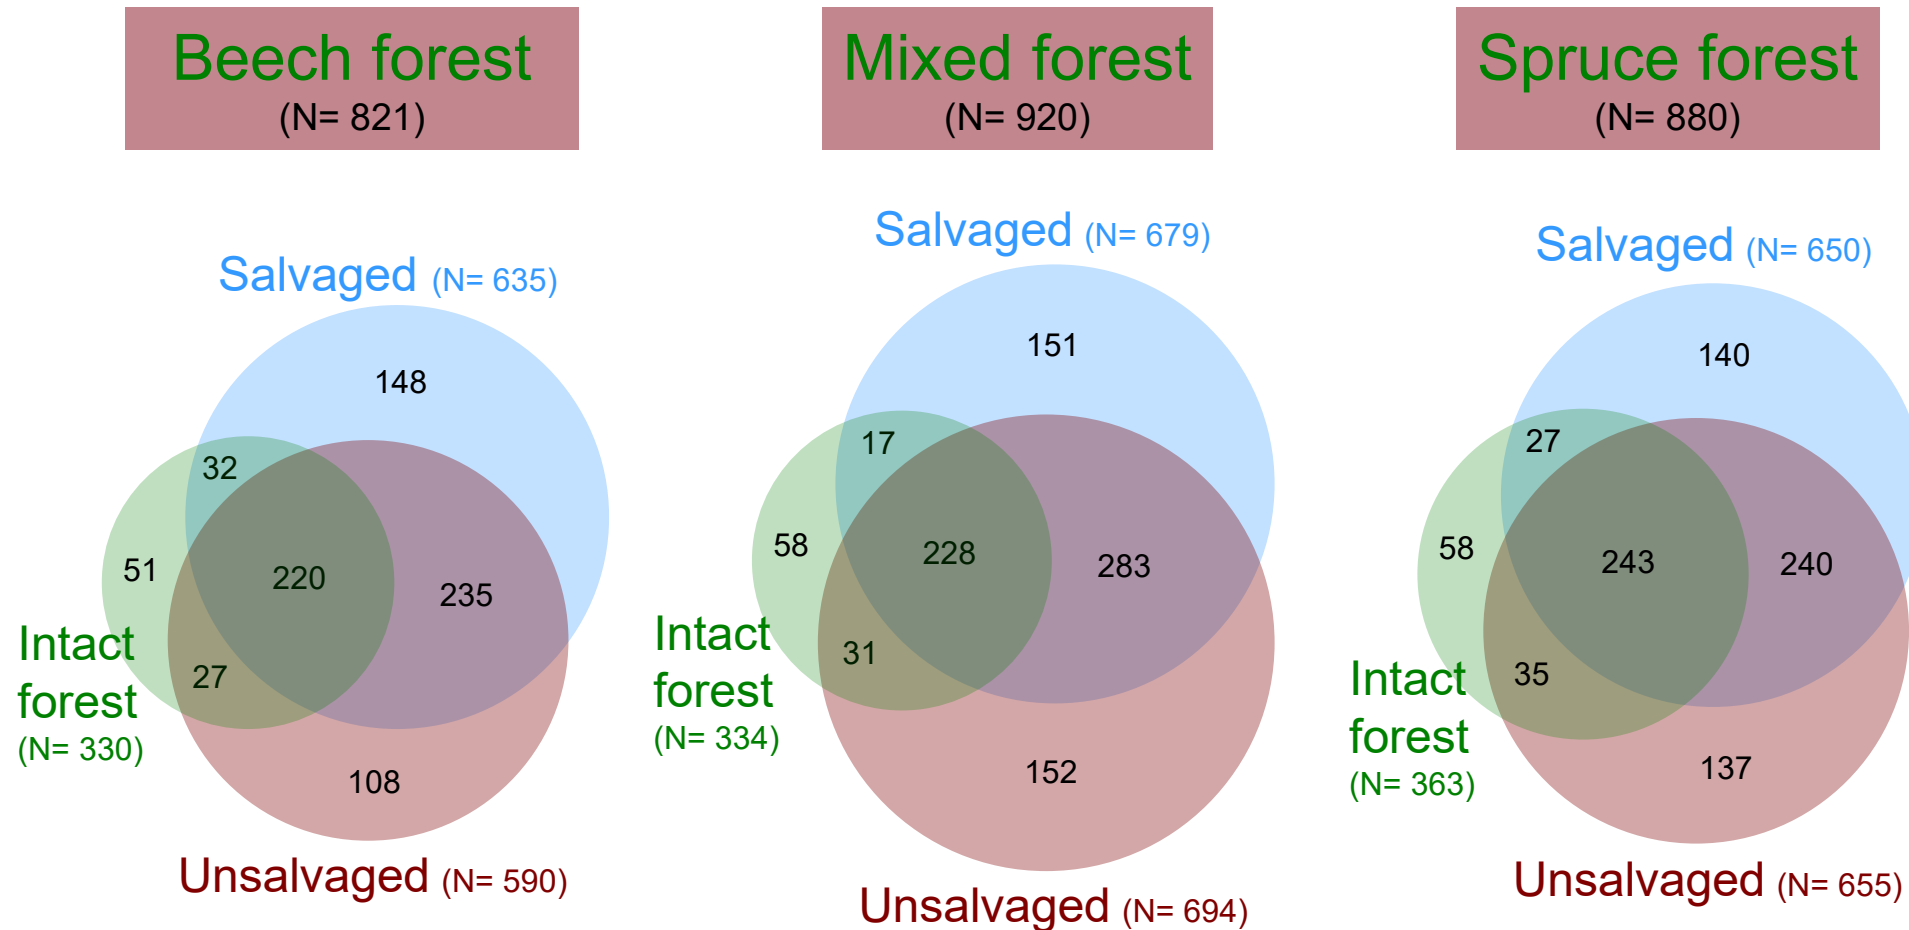 Beech forest
(N= 821)
Salvaged (N= 635)
148
32
51
220
235
Intact
forest
(N= 330)
27
108
Unsalvaged (N= 590)
Mixed forest
(N= 920)
Salvaged (N= 679)
151
17
58
228
283
Intact
forest
(N= 334)
31
152
Unsalvaged (N= 694)
Spruce forest
(N= 880)
Salvaged (N= 650)
140
27
58
243
240
Intact
forest
(N= 363)
35
137
Unsalvaged (N= 655)